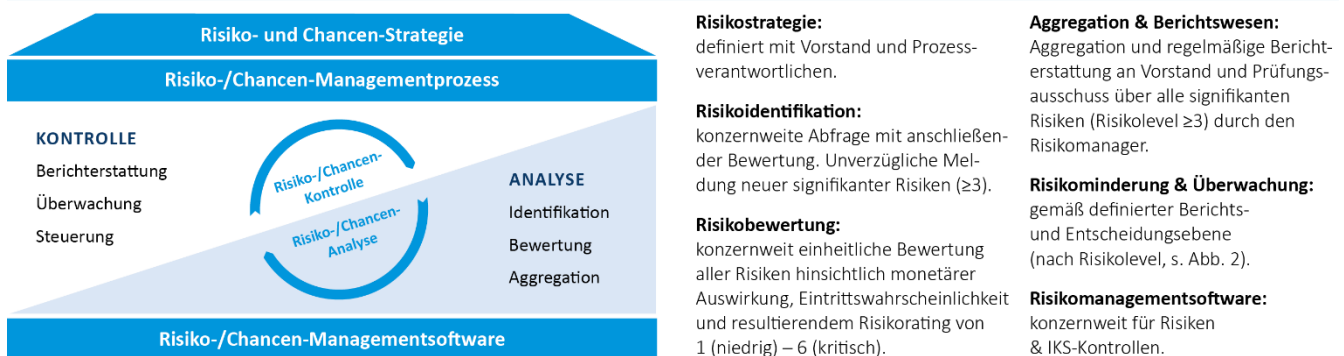 Risiko- und Chancen-Strategie
Risiko-/Chancen-Managementprozess
KONTROLLE
Berichterstattung
Überwachung
Steuerung
Risiko-/Chancen-
Kontrolle
Risiko-/Chancen-
Analyse
ANALYSE
Identifikation
Bewertung
Aggregation
Risiko-/Chancen-Managementsoftware
Risikostrategie:
definiert mit Vorstand und Prozess-
verantwortlichen.
Risikoidentifikation:
konzernweite Abfrage mit anschließen-
der Bewertung. Unverzügliche Mel-
dung neuer signifikanter Risiken (≥3).
Risikobewertung:
konzernweit einheitliche Bewertung
aller Risiken hinsichtlich monetärer
Auswirkung, Eintrittswahrscheinlichkeit
und resultierendem Risikorating von
1 (niedrig) – 6 (kritisch).
Aggregation & Berichtswesen:
Aggregation und regelmäßige Bericht-
erstattung an Vorstand und Prüfungs-
ausschuss über alle signifikanten
Risiken (Risikolevel ≥3) durch den
Risikomanager.
Risikominderung & Überwachung:
gemäß definierter Berichts-
und Entscheidungsebene
(nach Risikolevel, s. Abb. 2).
Risikomanagementsoftware:
konzernweit für Risiken
& IKS-Kontrollen.